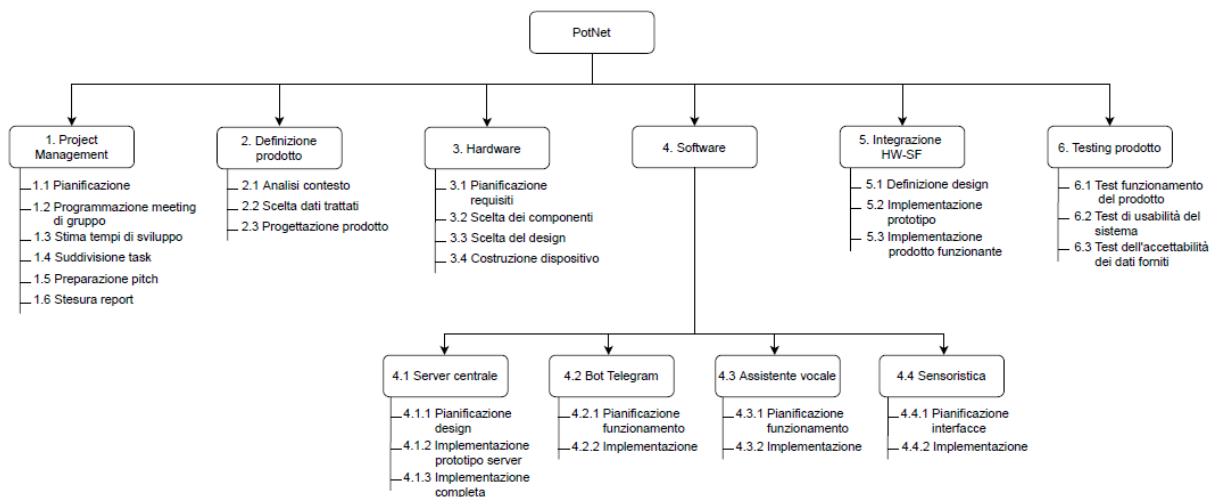 PotNet
1. Project
Management
1.1 Pianificazione
1.2 Programmazione meeting
di gruppo
1.3 Stima tempi di sviluppo
1.4 Suddivisione task
1.5 Preparazione pitch
1.6 Stesura report
2. Definizione
prodotto
2.1 Analisi contesto
2.2 Scelta dati trattati
2.3 Progettazione prodotto
3. Hardware
3.1 Pianificazione
requisiti
3.2 Scelta dei componenti
3.3 Scelta del design
3.4 Costruzione dispositivo
4. Software
5. Integrazione
HW-SF
5.1 Definizione design
5.2 Implementazione
prototipo
5.3 Implementazione
prodotto funzionante
6. Testing prodotto
6.1 Test funzionamento
del prodotto
6.2 Test di usabilità del
sistema
6.3 Test dell'accettabilità
dei dati forniti
4.1 Server centrale
4.1.1 Pianificazione
design
4.1.2 Implementazione
prototipo server
4.1.3 Implementazione
completa
4.2 Bot Telegram
4.2.1 Pianificazione
funzionamento
4.2.2 Implementazione
4.3 Assistente vocale
4.3.1 Pianificazione
funzionamento
4.3.2 Implementazione
4.4 Sensoristica
4.4.1 Pianificazione
interfacce
4.4.2 Implementazione